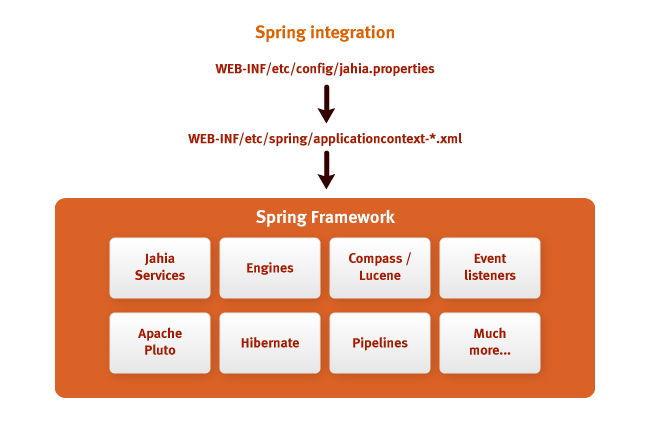 Spring integration
WEB-INF/etc/config/jahia.properties
WEB-INF/etc/spring/applicationcontext-*.xml
Spring Framework
Jahia
Services
Engines
Compass /
Lucene
Event
listeners
Apache
Pluto
Hibernate
Pipelines
Much
more...